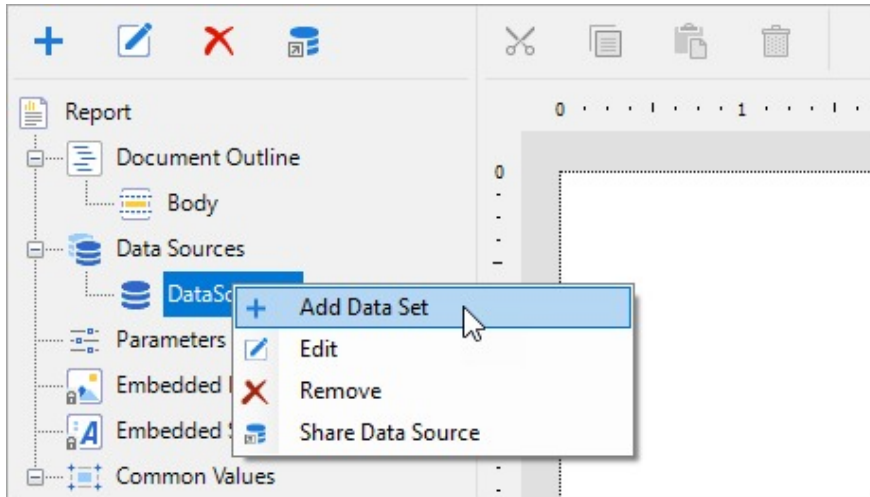 Report
0 1
Document Outline
0
Body
Data Sources
Add Data Set
Parameters
Edit
Embedded
Remove
Embedded
Share Data Source
Common Values